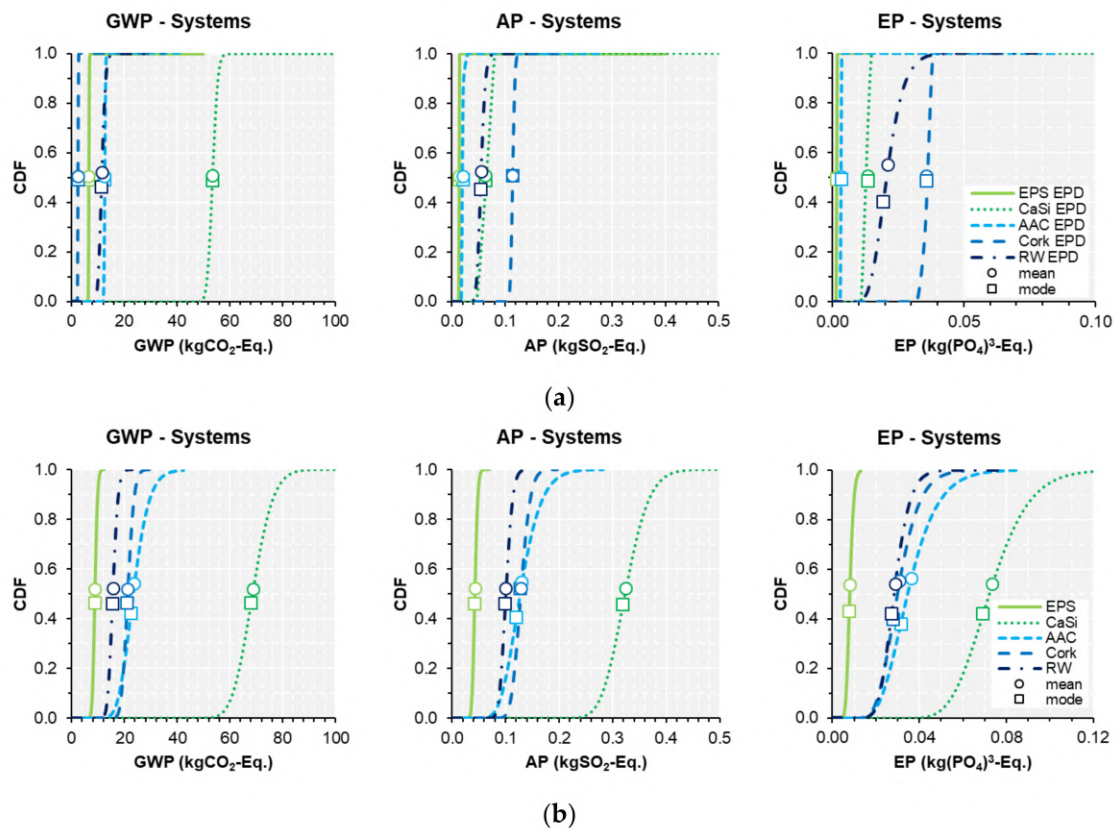 (a)
GWP - Systems
AP - Systems
EP - Systems
CDF
1.0
0.8
0.6
0.4
0.2
0.0
0 20 40 60 80 100
GWP (kgCO2-Eq.)
CDF
1.0
0.8
0.6
0.4
0.2
0.0
0.0 0.1 0.2 0.3 0.4 0.5
AP (kgSO2-Eq.)
CDF
1.0
0.8
0.6
0.4
0.2
0.0
0.00 0.05 0.10
EP (kg(PO4)³-Eq.)
EPS EPD
CaSi EPD
AAC EPD
Cork EPD
RW EPD
mean
mode
(a)
GWP - Systems
AP - Systems
EP - Systems
CDF
1.0
0.8
0.6
0.4
0.2
0.0
0 20 40 60 80 100
GWP (kgCO2-Eq.)
CDF
1.0
0.8
0.6
0.4
0.2
0.0
0.0 0.1 0.2 0.3 0.4 0.5
AP (kgSO2-Eq.)
CDF
1.0
0.8
0.6
0.4
0.2
0.0
0.00 0.04 0.08 0.12
EP (kg(PO4)³-Eq.)
EPS
CaSi
AAC
Cork
RW
mean
mode
(b)